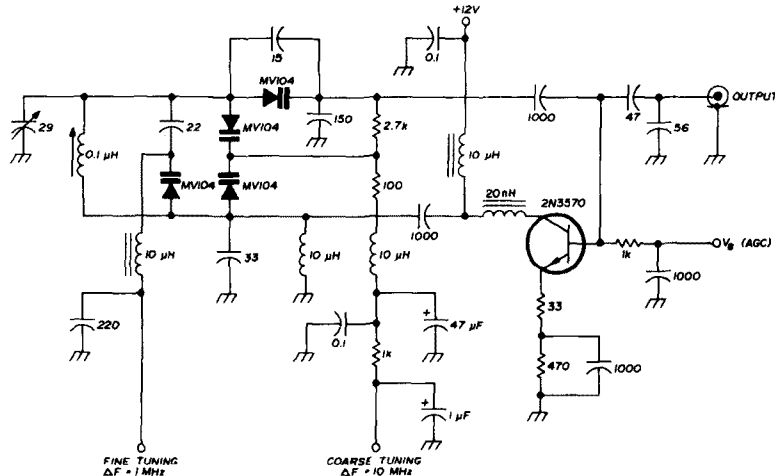 +12V
15
0.1
MV104
29
0.1 µH
22
MV104
150
2.7k
1000
47
OUTPUT
56
10 µH
MV104
MV104
100
20nH
2N3570
1000
10 µH
33
10 µH
10 µH
1k
VB (AGC)
1000
33
220
0.1
+
47 µF
1k
470
1000
+
1 µF
FINE TUNING
ΔF = 1 MHz
COARSE TUNING
ΔF = 10 MHz